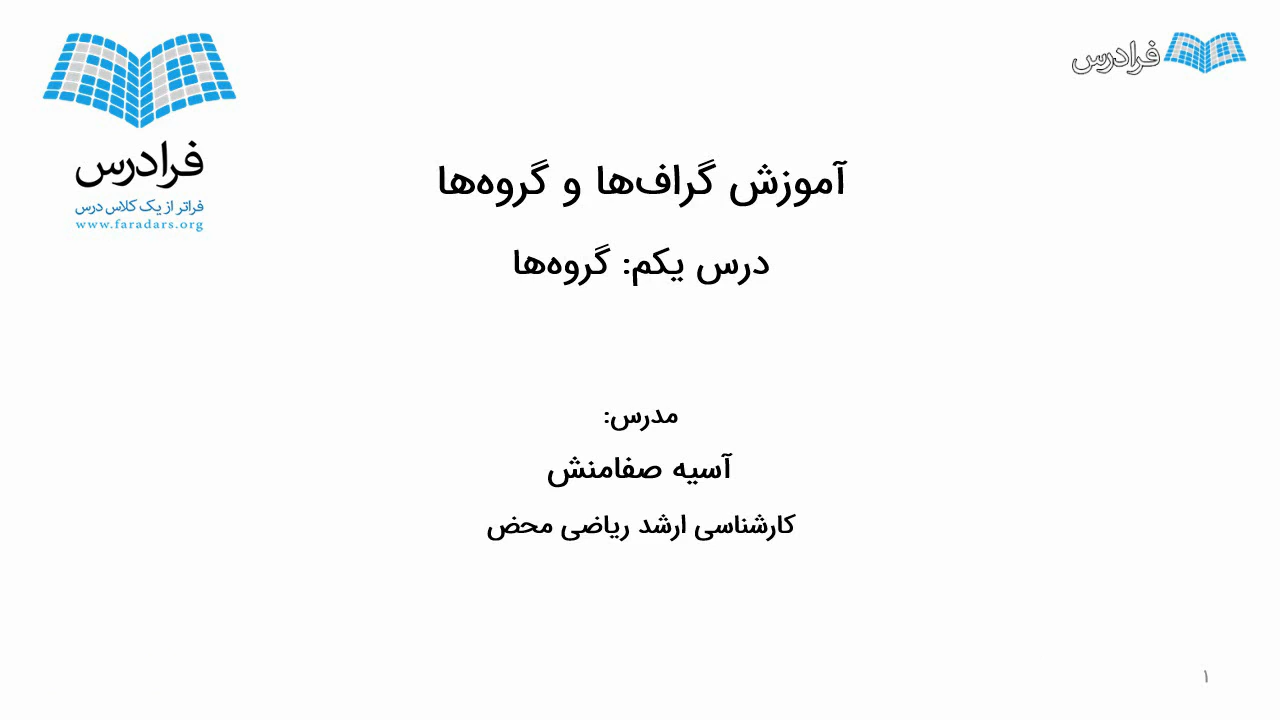 فرادرس
فرادرس
فراتر از یک کلاس درس
www.faradars.org
آموزش گراف‌ها و گروه‌ها
درس یکم: گروه‌ها
مدرس:
آسیه صفامنش
کارشناسی ارشد ریاضی محض
۱